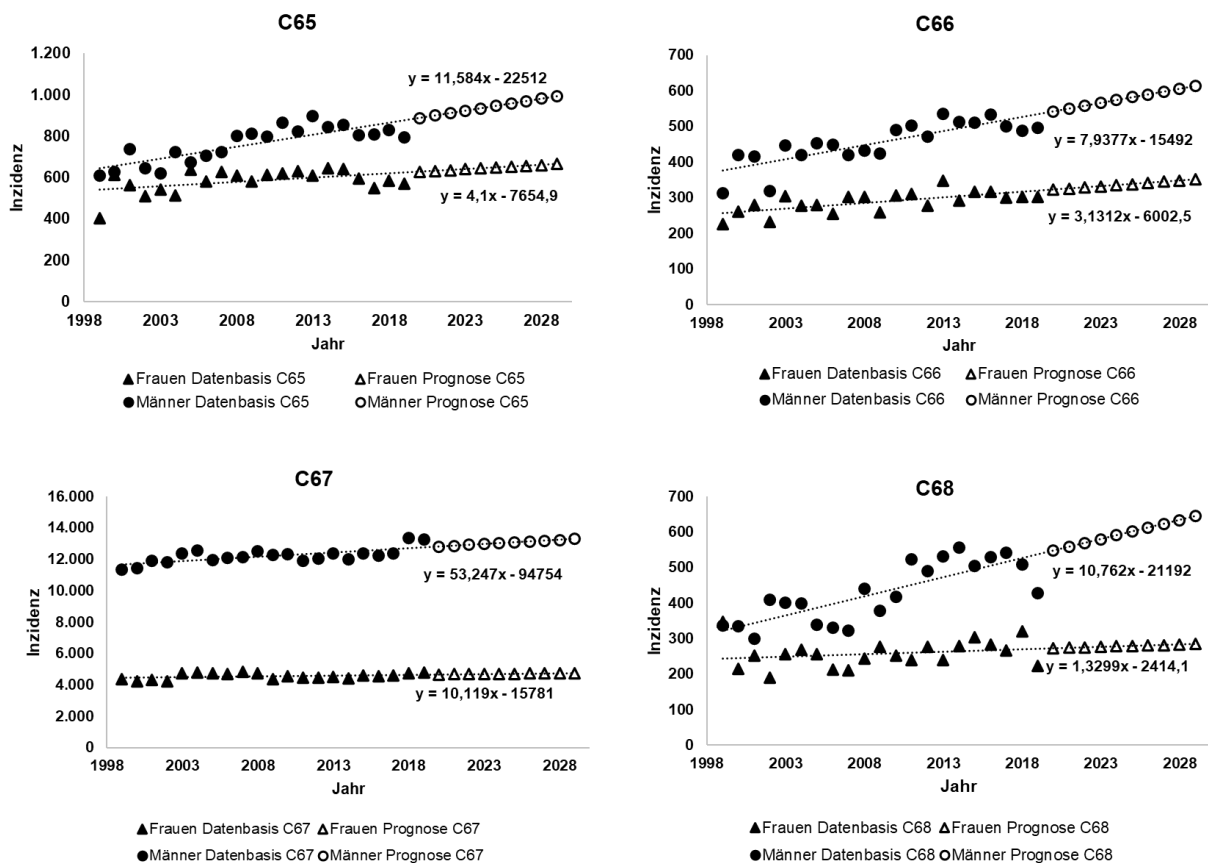 C65
Inzidenz
1.200
1.000
800
600
400
200
0
y = 11,584x - 22512
y = 4,1x - 7654,9
1998 2003 2008 2013 2018 2023 2028
Jahr
Frauen Datenbasis C65 Frauen Prognose C65
Männer Datenbasis C65 Männer Prognose C65
C66
Inzidenz
700
600
500
400
300
200
100
0
y = 7,9377x - 15492
y = 3,1312x - 6002,5
1998 2003 2008 2013 2018 2023 2028
Jahr
Frauen Datenbasis C66 Frauen Prognose C66
Männer Datenbasis C66 Männer Prognose C66
C67
Inzidenz
16.000
14.000
12.000
10.000
8.000
6.000
4.000
2.000
0
y = 53,247x - 94754
y = 10,119x - 15781
1998 2003 2008 2013 2018 2023 2028
Jahr
Frauen Datenbasis C67 Frauen Prognose C67
Männer Datenbasis C67 Männer Prognose C67
C68
Inzidenz
700
600
500
400
300
200
100
0
y = 10,762x - 21192
y = 1,3299x - 2414,1
1998 2003 2008 2013 2018 2023 2028
Jahr
Frauen Datenbasis C68 Frauen Prognose C68
Männer Datenbasis C68 Männer Prognose C68